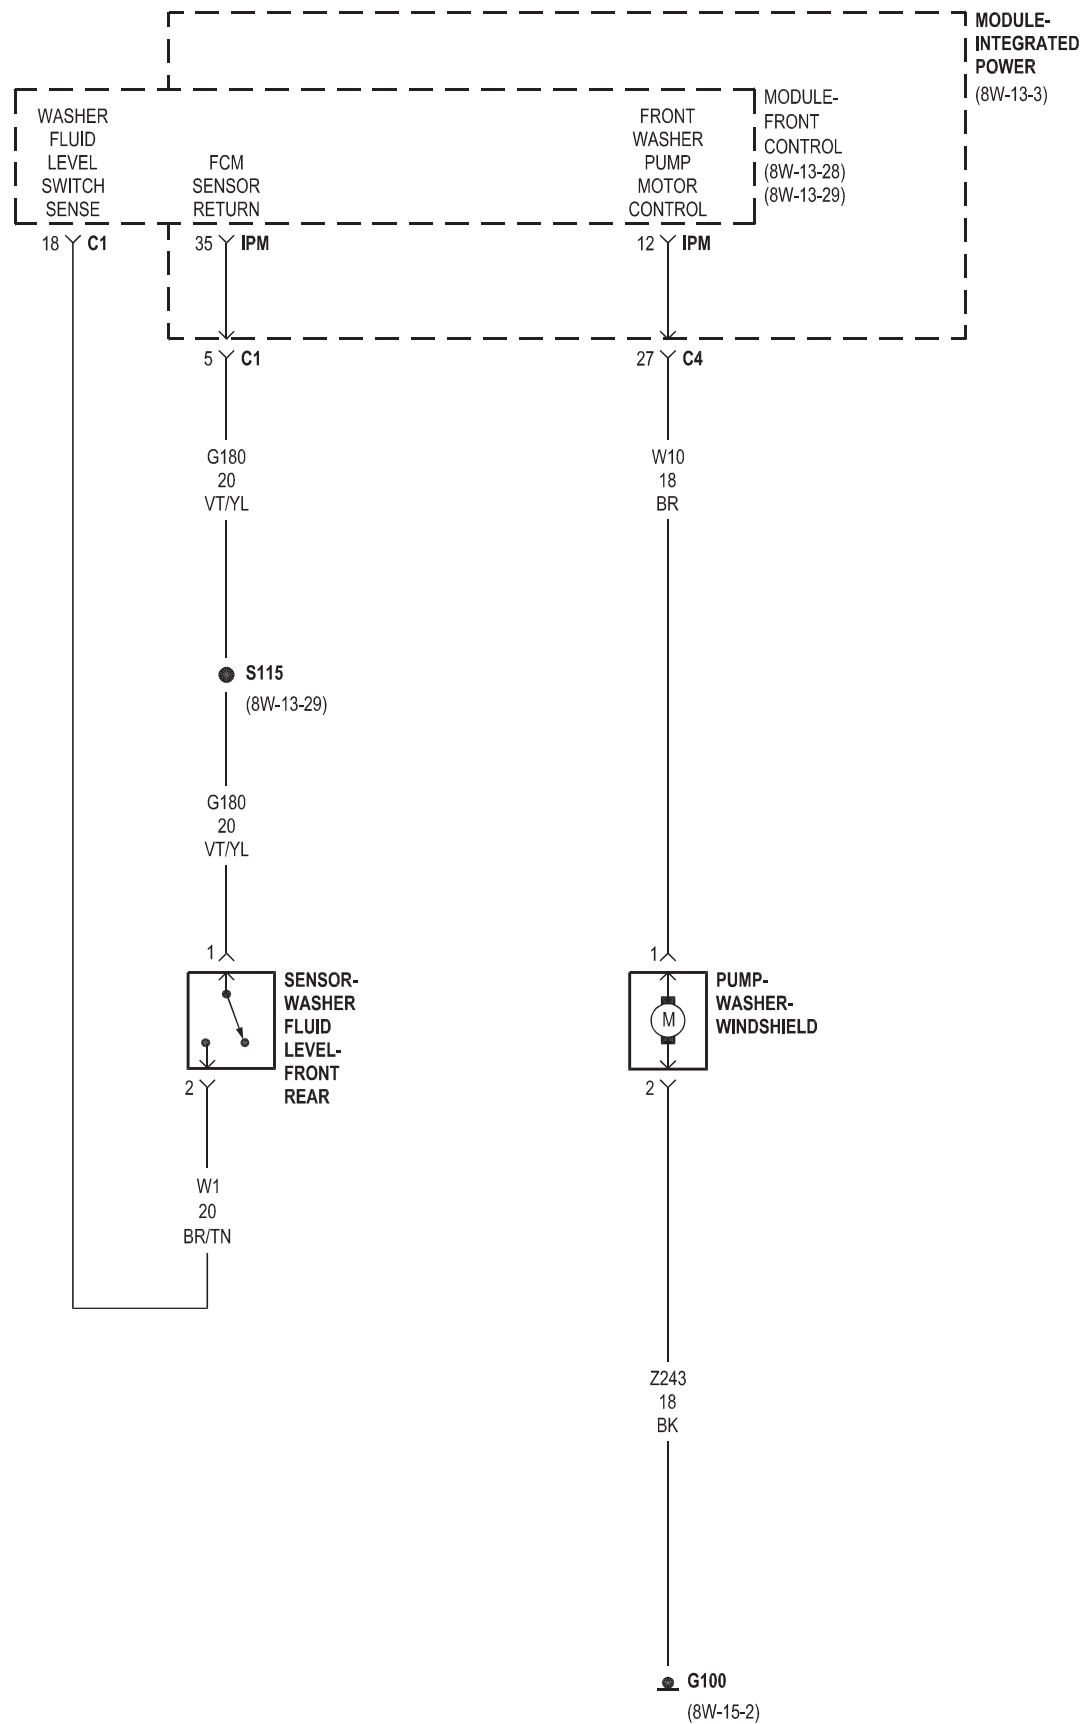 MODULE-
INTEGRATED
POWER
(8W-13-3)
MODULE-
FRONT
CONTROL
(8W-13-28)
(8W-13-29)
WASHER
FLUID
LEVEL
SWITCH
SENSE
FCM
SENSOR
RETURN
FRONT
WASHER
PUMP
MOTOR
CONTROL
18 C1
35 IPM
12 IPM
5 C1
27 C4
G180
20
VT/YL
W10
18
BR
S115
(8W-13-29)
G180
20
VT/YL
1
SENSOR-
WASHER
FLUID
LEVEL-
FRONT
REAR
2
1
M
PUMP-
WASHER-
WINDSHIELD
2
W1
20
BR/TN
Z243
18
BK
G100
(8W-15-2)